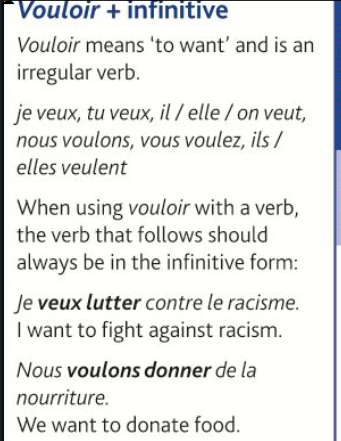 Vouloir + infinitive
Vouloir means ‘to want’ and is an
irregular verb.
je veux, tu veux, il / elle / on veut,
nous voulons, vous voulez, ils /
elles veulent
When using vouloir with a verb,
the verb that follows should
always be in the infinitive form:
Je veux lutter contre le racisme.
I want to fight against racism.
Nous voulons donner de la
nourriture.
We want to donate food.